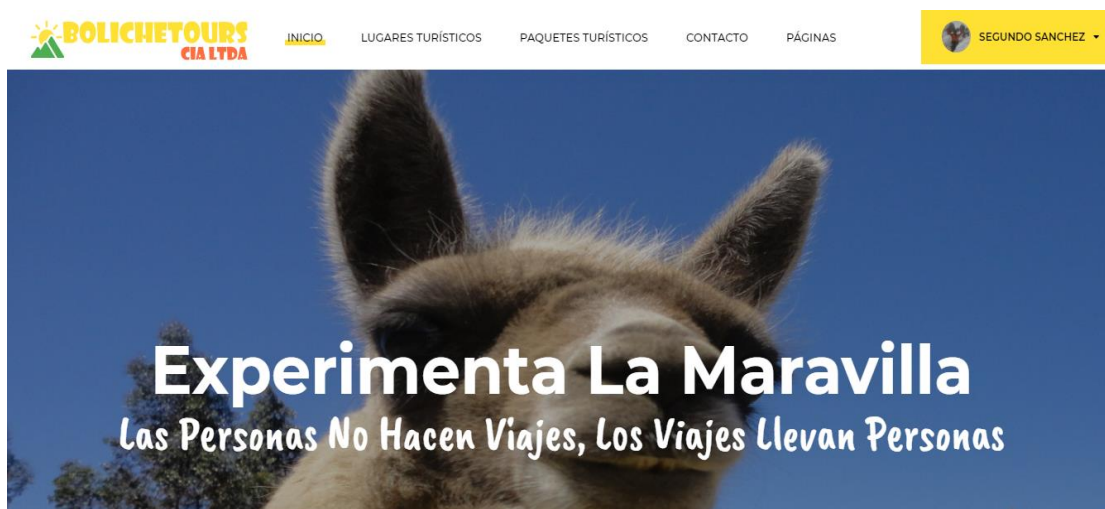 BOLICHETOURS
CIA LTDA
INICIO
LUGARES TURÍSTICOS
PAQUETES TURÍSTICOS
CONTACTO
PÁGINAS
SEGUNDO SANCHEZ
Experimenta La Maravilla
Las Personas No Hacen Viajes, Los Viajes Llevan Personas